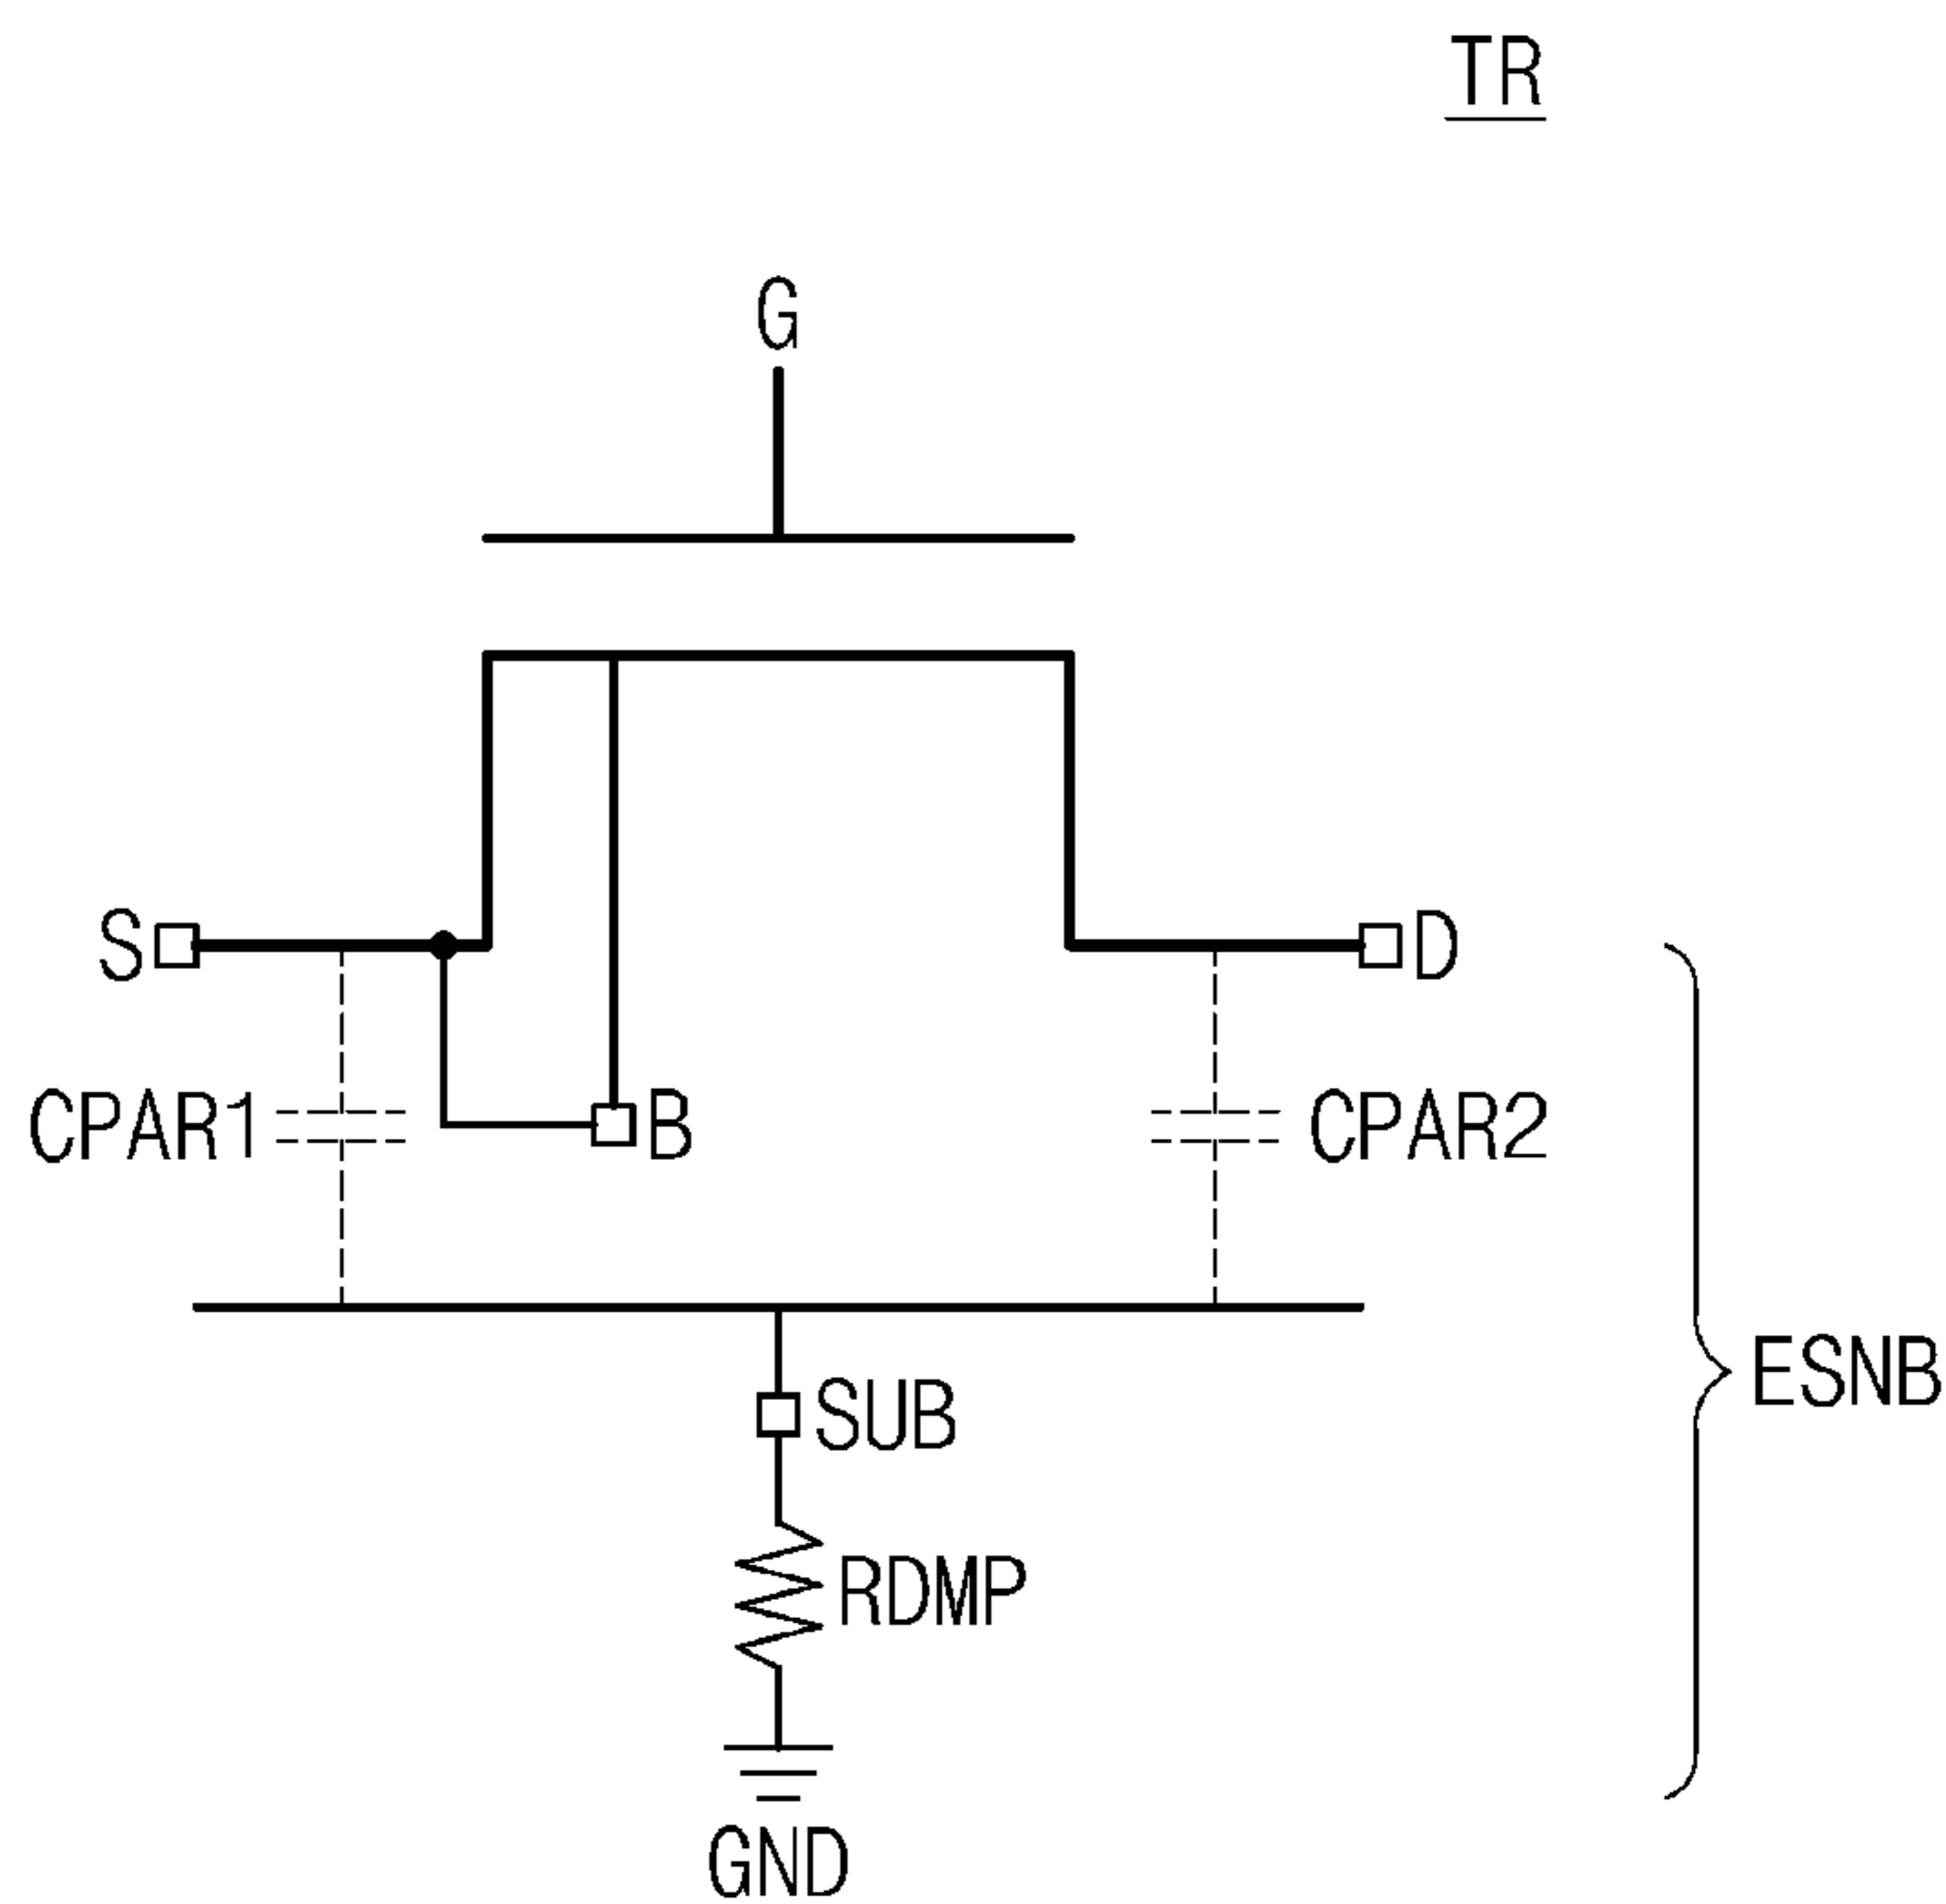 TR
G
S
D
CPAR1
B
CPAR2
ESNB
SUB
RDMP
GND